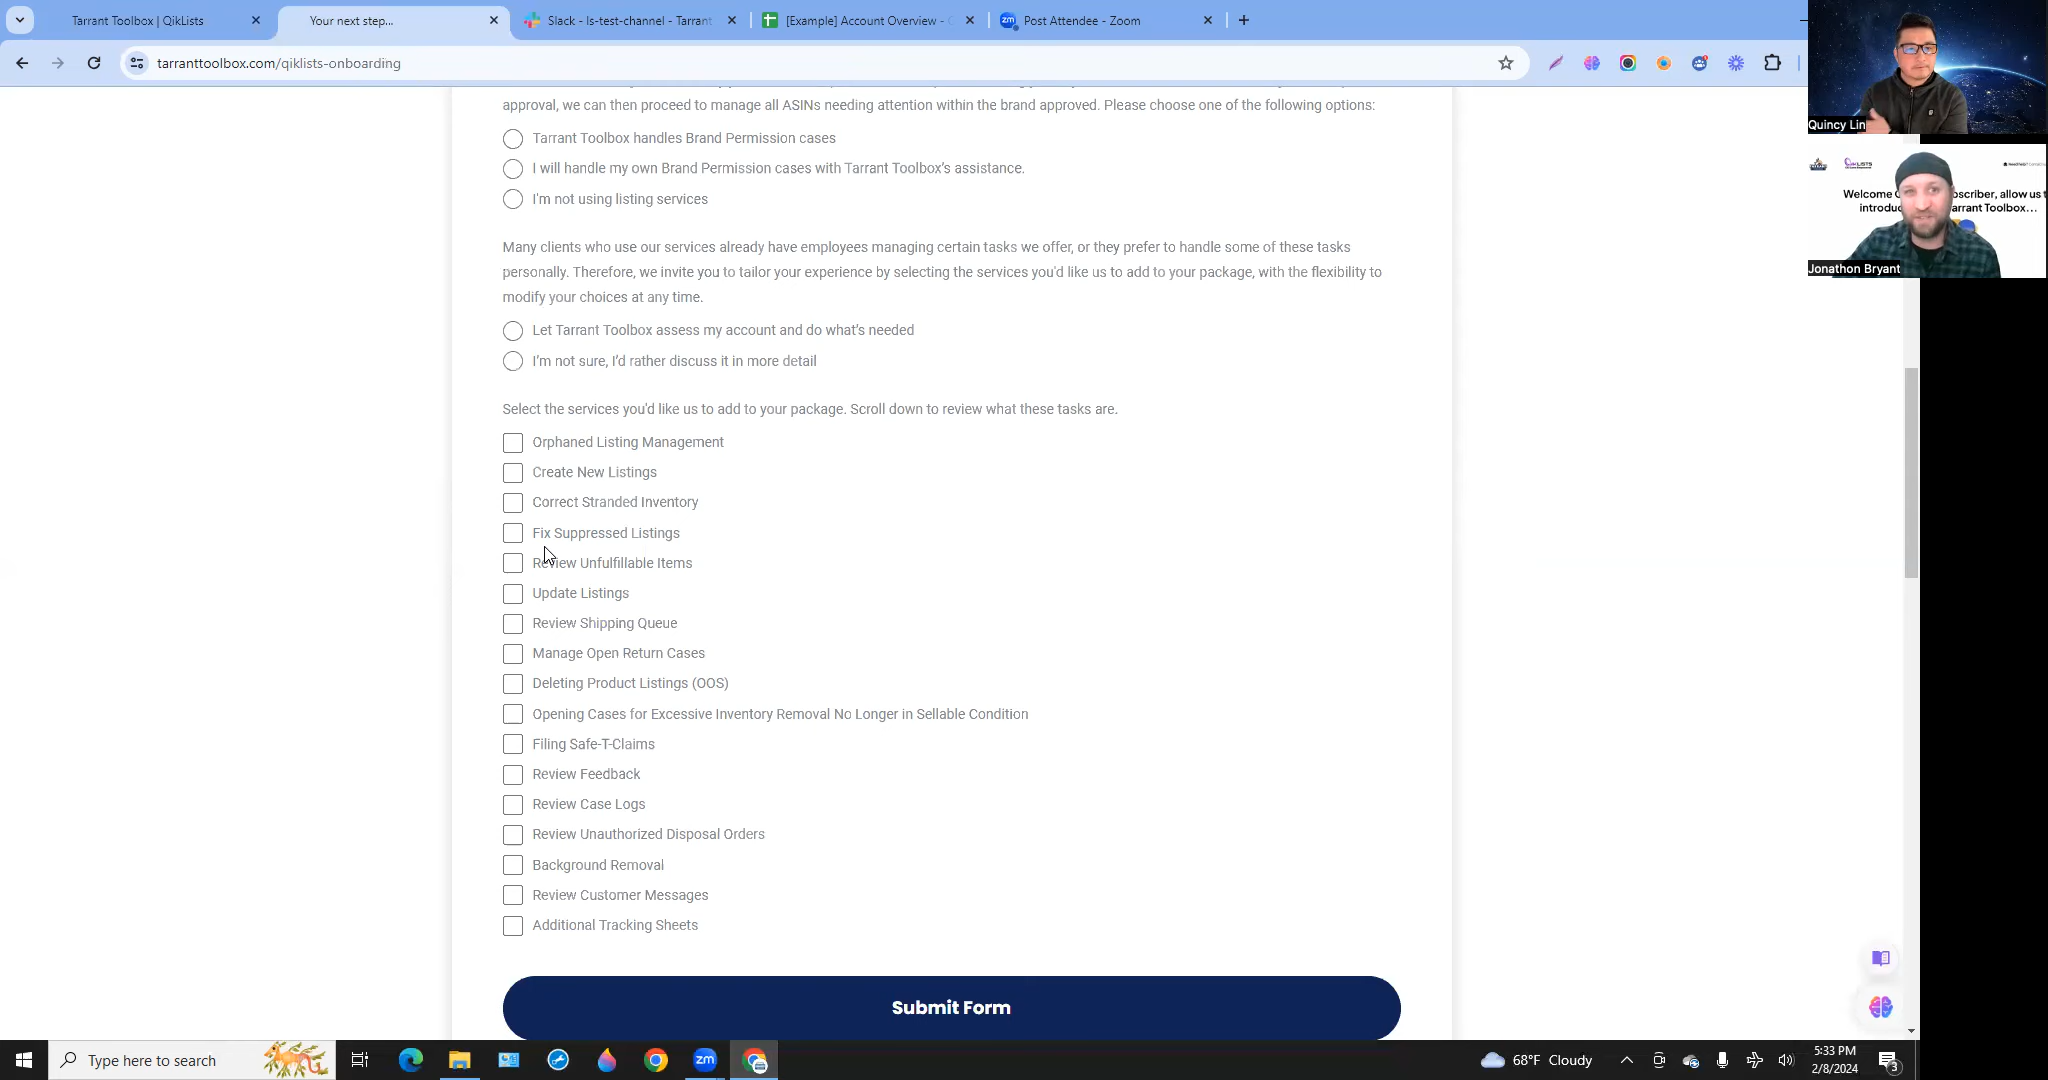 Tarrant Toolbox | QikLists
Your next step...
Slack - ls-test-channel - Tarrant
[Example] Account Overview -
Post Attendee - Zoom
tarranttoolbox.com/qiklists-onboarding
approval, we can then proceed to manage all ASINs needing attention within the brand approved. Please choose one of the following options:
Tarrant Toolbox handles Brand Permission cases
I will handle my own Brand Permission cases with Tarrant Toolbox's assistance.
I'm not using listing services
Many clients who use our services already have employees managing certain tasks we offer, or they prefer to handle some of these tasks
personally. Therefore, we invite you to tailor your experience by selecting the services you'd like us to add to your package, with the flexibility to
modify your choices at any time.
Let Tarrant Toolbox assess my account and do what's needed
I'm not sure, I'd rather discuss it in more detail
Select the services you'd like us to add to your package. Scroll down to review what these tasks are.
Orphaned Listing Management
Create New Listings
Correct Stranded Inventory
Fix Suppressed Listings
Review Unfulfillable Items
Update Listings
Review Shipping Queue
Manage Open Return Cases
Deleting Product Listings (OOS)
Opening Cases for Excessive Inventory Removal No Longer in Sellable Condition
Filing Safe-T-Claims
Review Feedback
Review Case Logs
Review Unauthorized Disposal Orders
Background Removal
Review Customer Messages
Additional Tracking Sheets
Submit Form
Quincy Lin
Welcome scriber, allow us t
introduc arrant Toolbox...
Jonathon Bryant
Type here to search
zm
68°F Cloudy
5:33 PM
2/8/2024
3